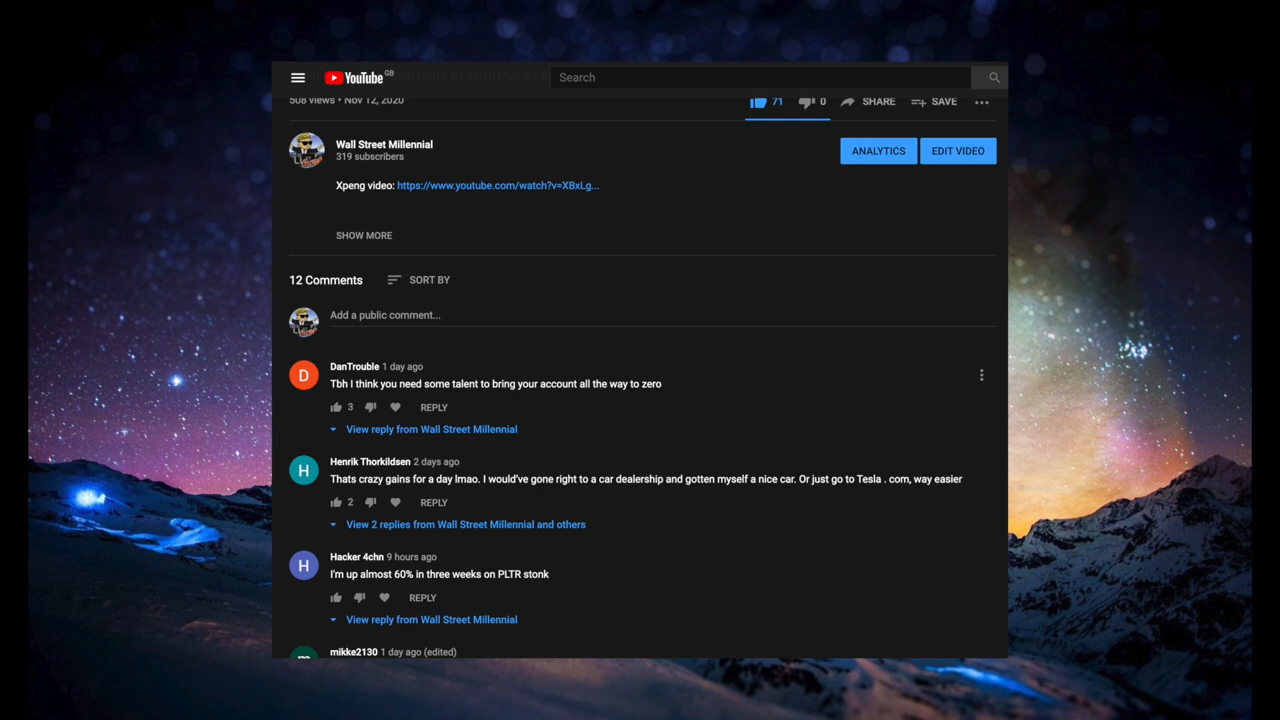 YouTube GB
Search
508 views • Nov 12, 2020
71
0
SHARE
SAVE
Wall Street Millennial
319 subscribers
ANALYTICS
EDIT VIDEO
Xpeng video: https://www.youtube.com/watch?v=XBxLg...
SHOW MORE
12 Comments
SORT BY
Add a public comment...
D
DanTrouble 1 day ago
Tbh I think you need some talent to bring your account all the way to zero
3
REPLY
View reply from Wall Street Millennial
H
Henrik Thorkildsen 2 days ago
Thats crazy gains for a day lmao. I would've gone right to a car dealership and gotten myself a nice car. Or just go to Tesla . com, way easier
2
REPLY
View 2 replies from Wall Street Millennial and others
H
Hacker 4chn 9 hours ago
I'm up almost 60% in three weeks on PLTR stonk
REPLY
View reply from Wall Street Millennial
mikke2130 1 day ago (edited)